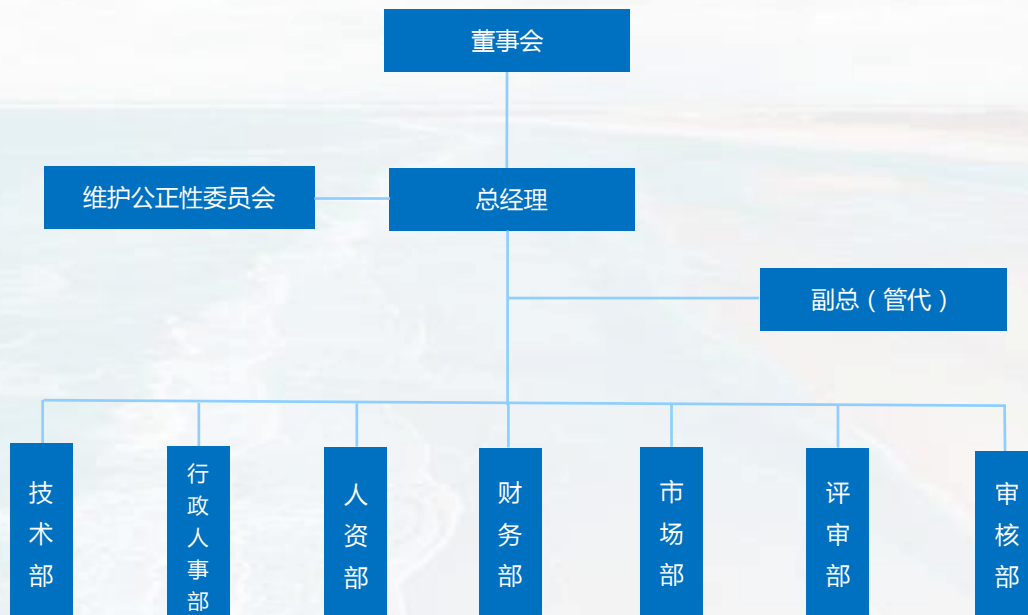 董事会
维护公正性委员会
总经理
副总（管代）
技术部
行政人事部
人资部
财务部
市场部
评审部
审核部